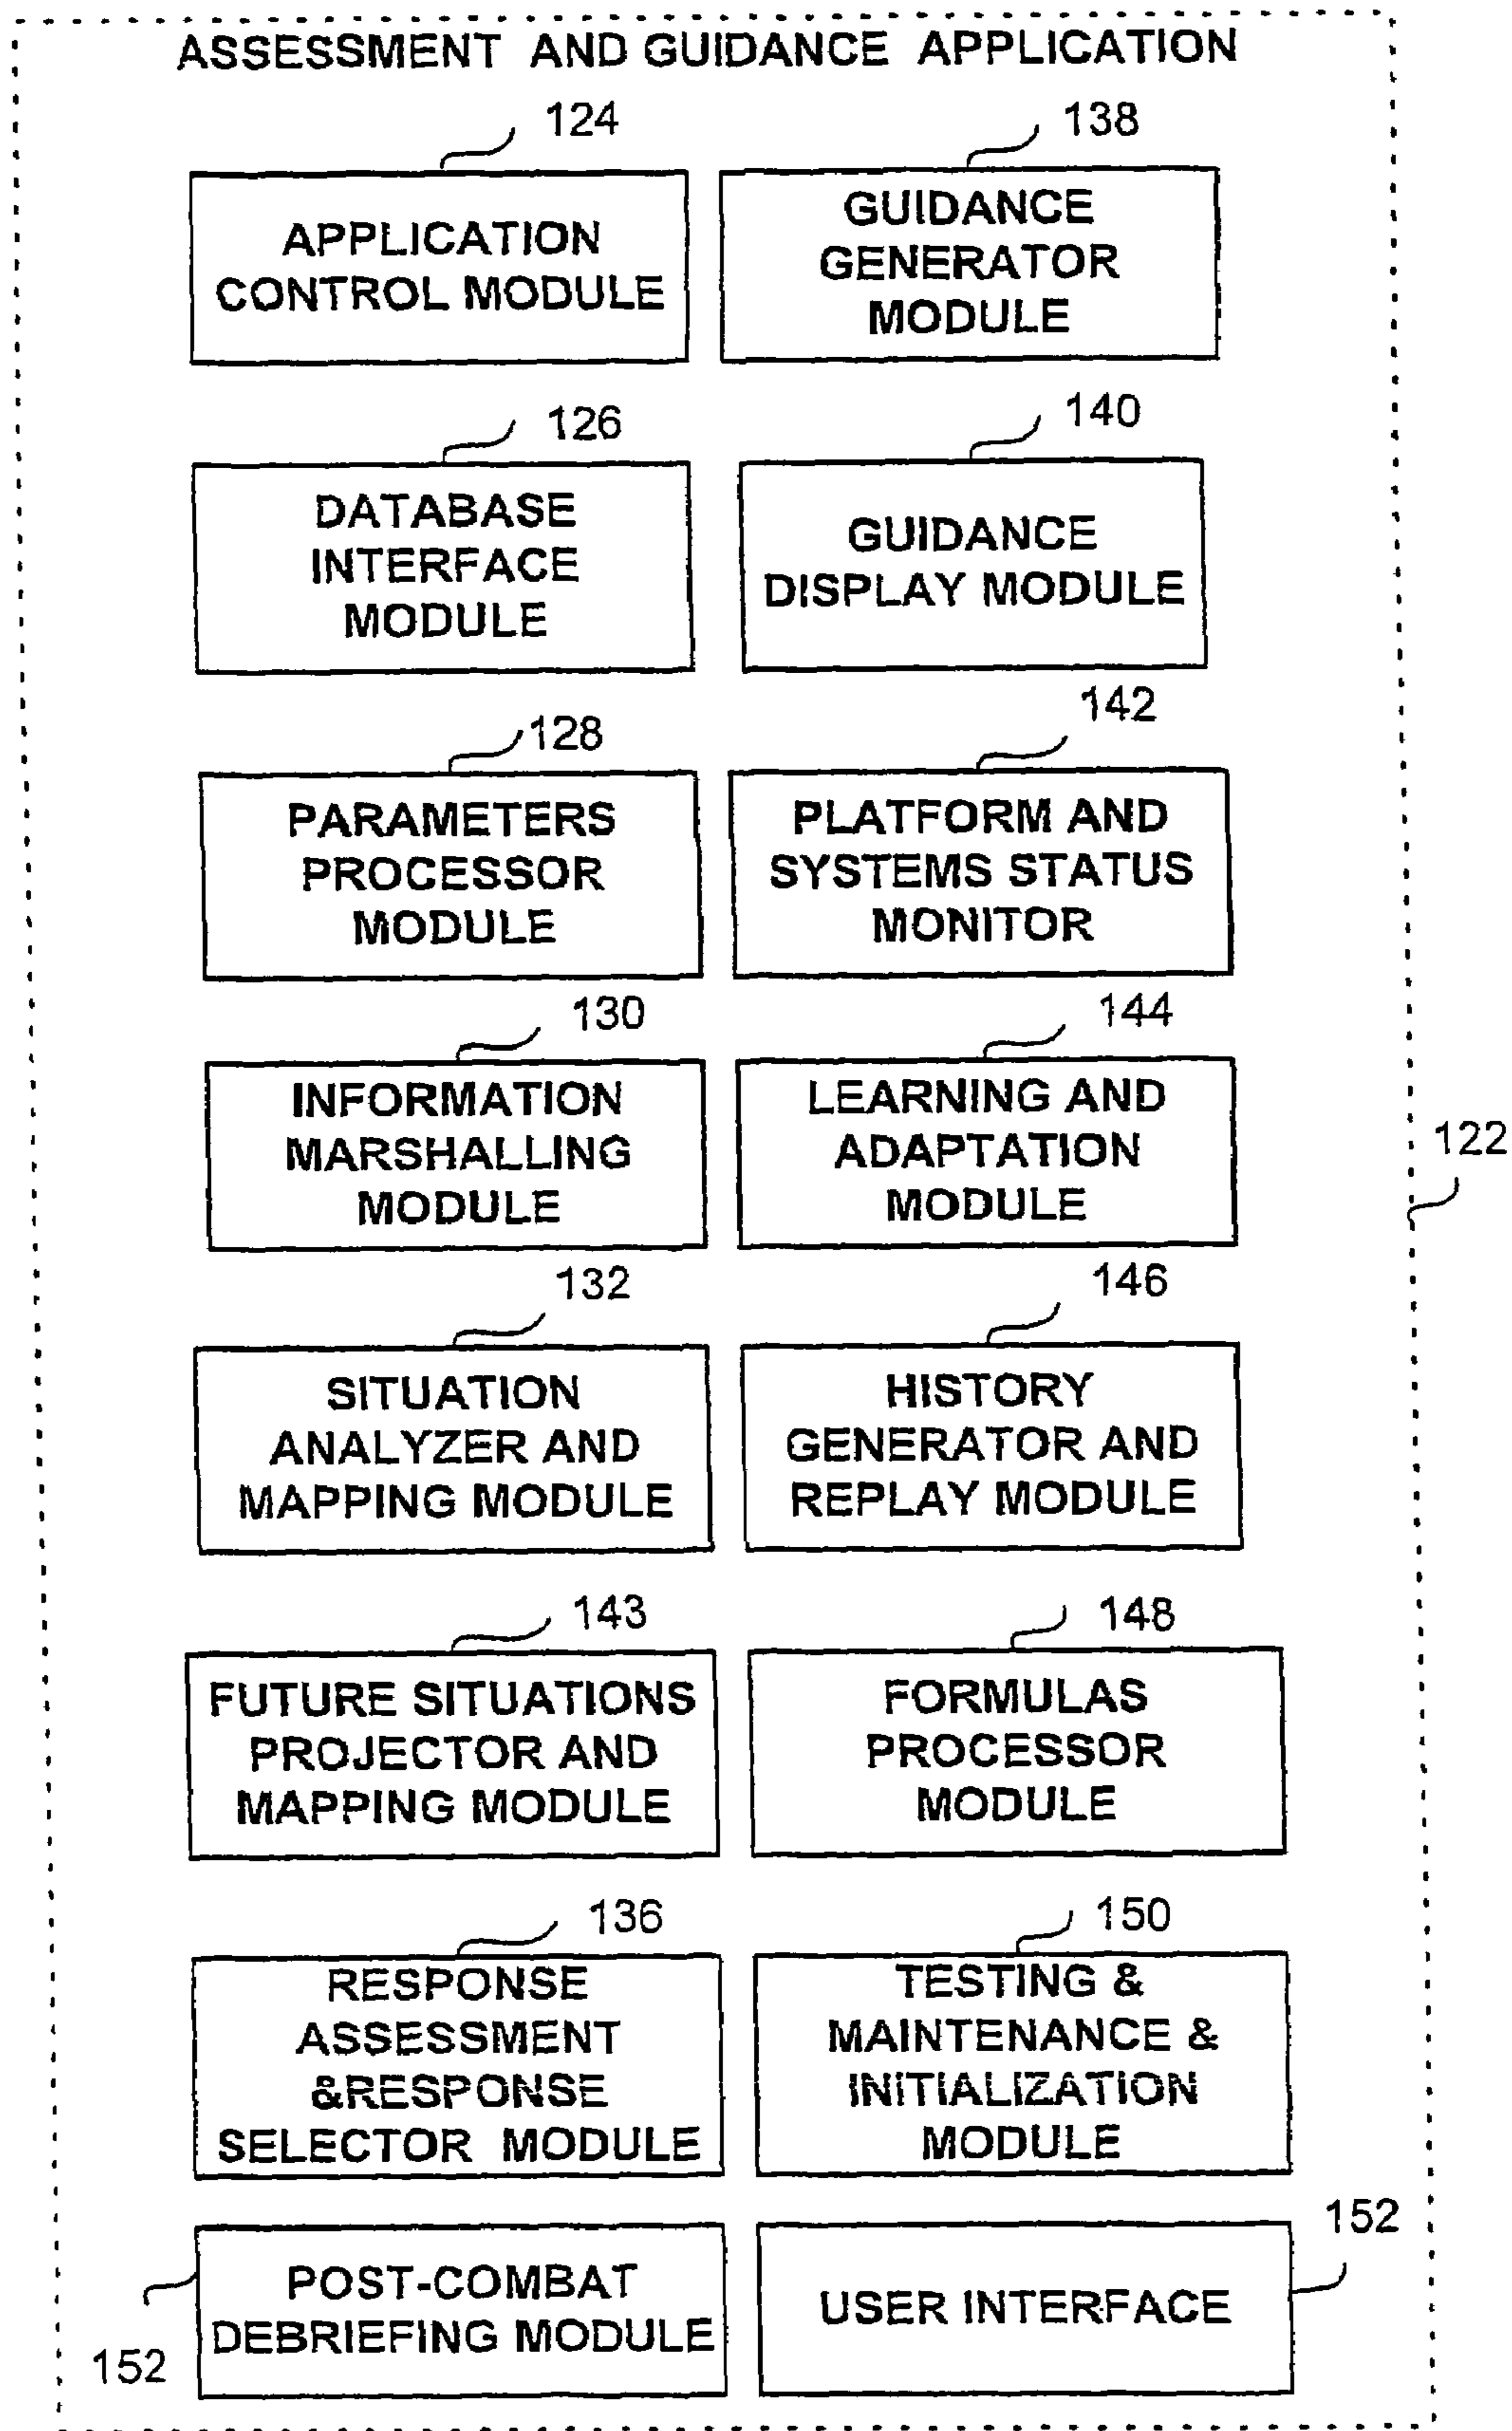 ASSESSMENT AND GUIDANCE APPLICATION
124
APPLICATION
CONTROL MODULE
138
GUIDANCE
GENERATOR
MODULE
126
DATABASE
INTERFACE
MODULE
140
GUIDANCE
DISPLAY MODULE
128
PARAMETERS
PROCESSOR
MODULE
142
PLATFORM AND
SYSTEMS STATUS
MONITOR
130
INFORMATION
MARSHALLING
MODULE
144
LEARNING AND
ADAPTATION
MODULE
122
132
SITUATION
ANALYZER AND
MAPPING MODULE
146
HISTORY
GENERATOR AND
REPLAY MODULE
143
FUTURE SITUATIONS
PROJECTOR AND
MAPPING MODULE
148
FORMULAS
PROCESSOR
MODULE
136
RESPONSE
ASSESSMENT
&RESPONSE
SELECTOR MODULE
150
TESTING &
MAINTENANCE &
INITIALIZATION
MODULE
152
POST-COMBAT
DEBRIEFING MODULE
152
USER INTERFACE